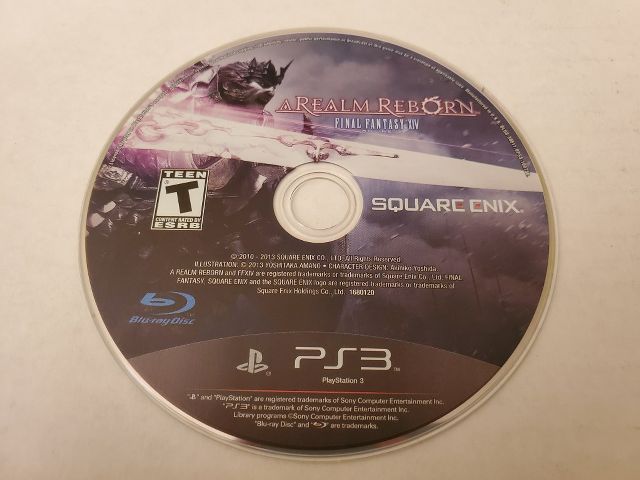 A REALM REBORN
FINAL FANTASY XIV
TEEN
T
CONTENT RATED BY
ESRB
SQUARE ENIX.
© 2010 - 2013 SQUARE ENIX CO., LTD. All Rights Reserved.
ILLUSTRATION: © 2013 YOSHITAKA AMANO • CHARACTER DESIGN: Akihiko Yoshida
A REALM REBORN and FFXIV are registered trademarks or trademarks of Square Enix Co., Ltd. FINAL
FANTASY, SQUARE ENIX and the SQUARE ENIX logo are registered trademarks or trademarks of
Square Enix Holdings Co., Ltd. 1680120
Blu-ray Disc
PS3™
PlayStation 3
" " and "PlayStation" are registered trademarks of Sony Computer Entertainment Inc.
"PS3" is a trademark of Sony Computer Entertainment Inc.
Library programs ©Sony Computer Entertainment Inc.
"Blu-ray Disc" and " " are trademarks.